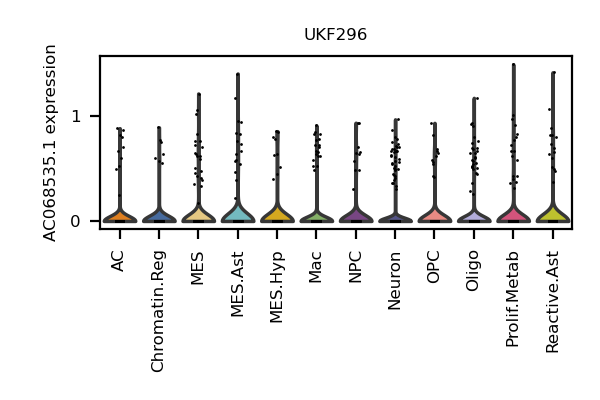 UKF296
AC068535.1 expression
1
0
AC
Chromatin.Reg
MES
MES.Ast
MES.Hyp
Mac
NPC
Neuron
OPC
Oligo
Prolif.Metab
Reactive.Ast